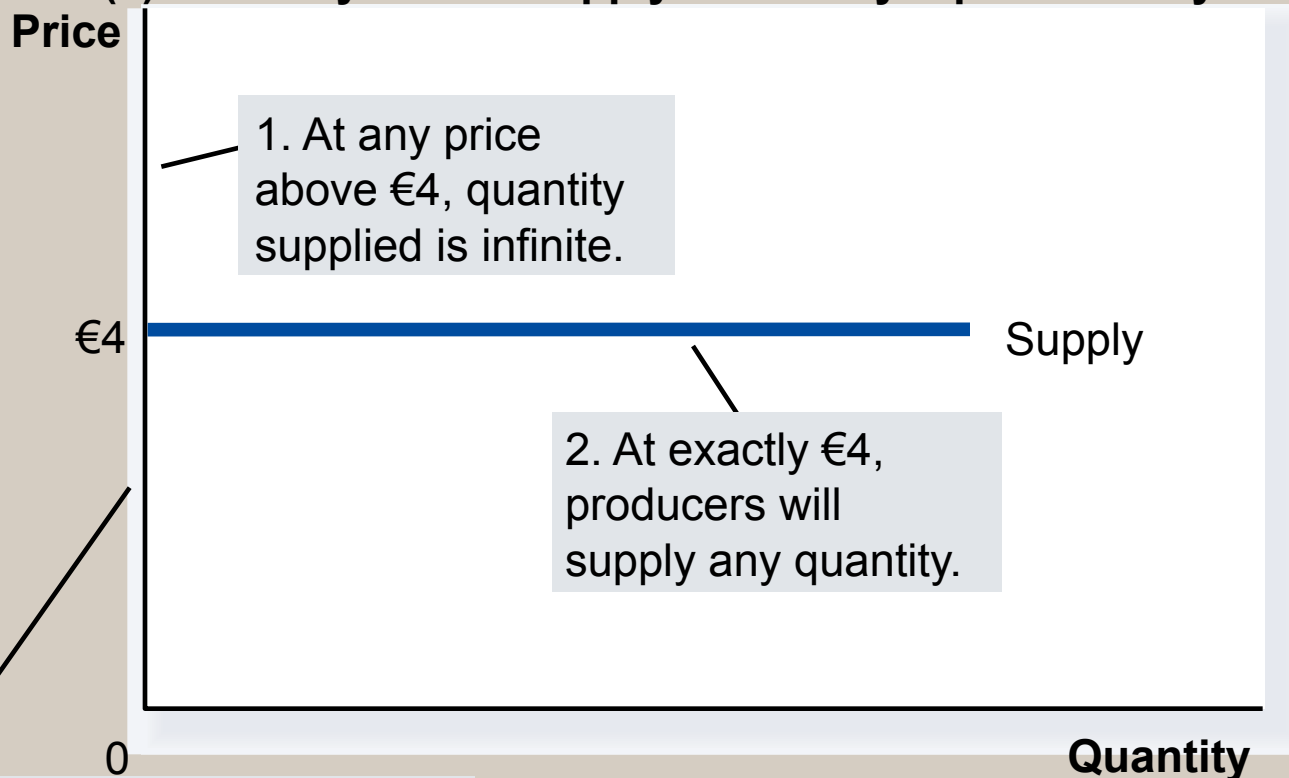 Price
1. At any price
above €4, quantity
supplied is infinite.
€4
Supply
2. At exactly €4,
producers will
supply any quantity.
0
Quantity